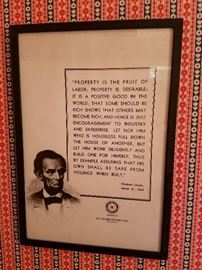 "PROPERTY IS THE FRUIT OF
LABOR; PROPERTY IS DESIRABLE;
IT IS A POSITIVE GOOD IN THE
WORLD. THAT SOME SHOULD BE
RICH SHOWS THAT OTHERS MAY
BECOME RICH, AND HENCE IS JUST
ENCOURAGEMENT TO INDUSTRY
AND ENTERPRISE. LET NOT HIM
WHO IS HOUSELESS PULL DOWN
THE HOUSE OF ANOTHER, BUT
LET HIM WORK DILIGENTLY AND
BUILD ONE FOR HIMSELF, THUS
BY EXAMPLE ASSURING THAT HIS
OWN SHALL BE SAFE FROM
VIOLENCE WHEN BUILT."
Abraham Lincoln
March 21, 1864